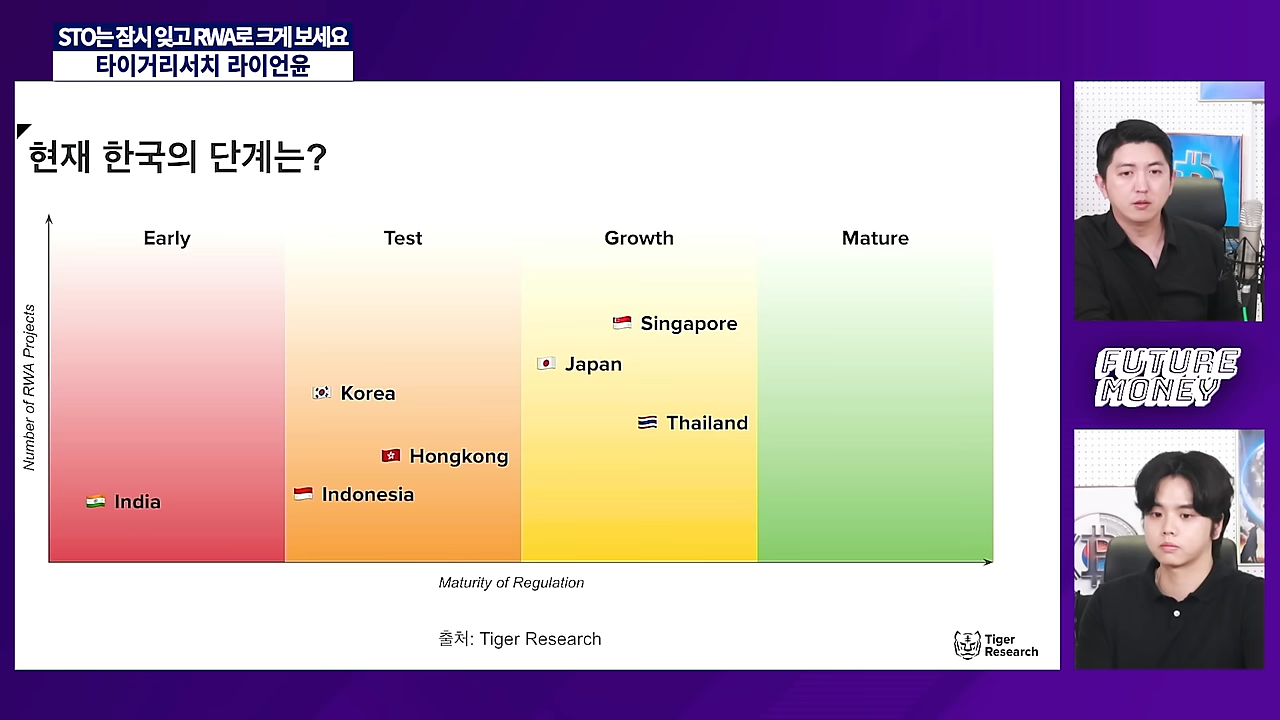 STO는 잠시 잊고 RWA로 크게 보세요
타이거리서치 라이언윤
현재 한국의 단계는?
Early
Test
Growth
Mature
Number of RWA Projects
Singapore
Japan
Korea
Thailand
Hongkong
Indonesia
India
Maturity of Regulation
출처: Tiger Research
Tiger
Research
FUTURE
MONEY